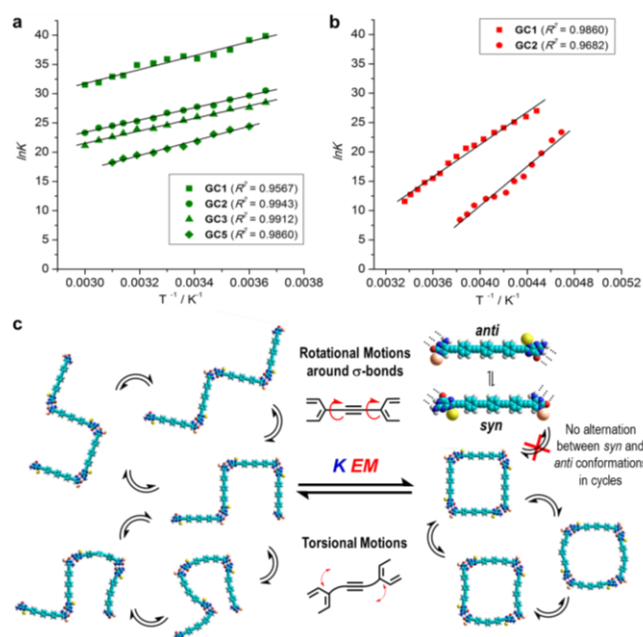 a
lnK
40
35
30
25
20
15
10
5
0
GC1 (R² = 0.9567)
GC2 (R² = 0.9943)
GC3 (R² = 0.9912)
GC5 (R² = 0.9860)
0.0030 0.0032 0.0034 0.0036 0.0038
T⁻¹ / K⁻¹
b
lnK
40
35
30
25
20
15
10
5
0
GC1 (R² = 0.9860)
GC2 (R² = 0.9682)
0.0032 0.0036 0.0040 0.0044 0.0048 0.0052
T⁻¹ / K⁻¹
c
Rotational Motions
around σ-bonds
anti
syn
No alternation
between syn and
anti conformations
in cycles
K EM
Torsional Motions